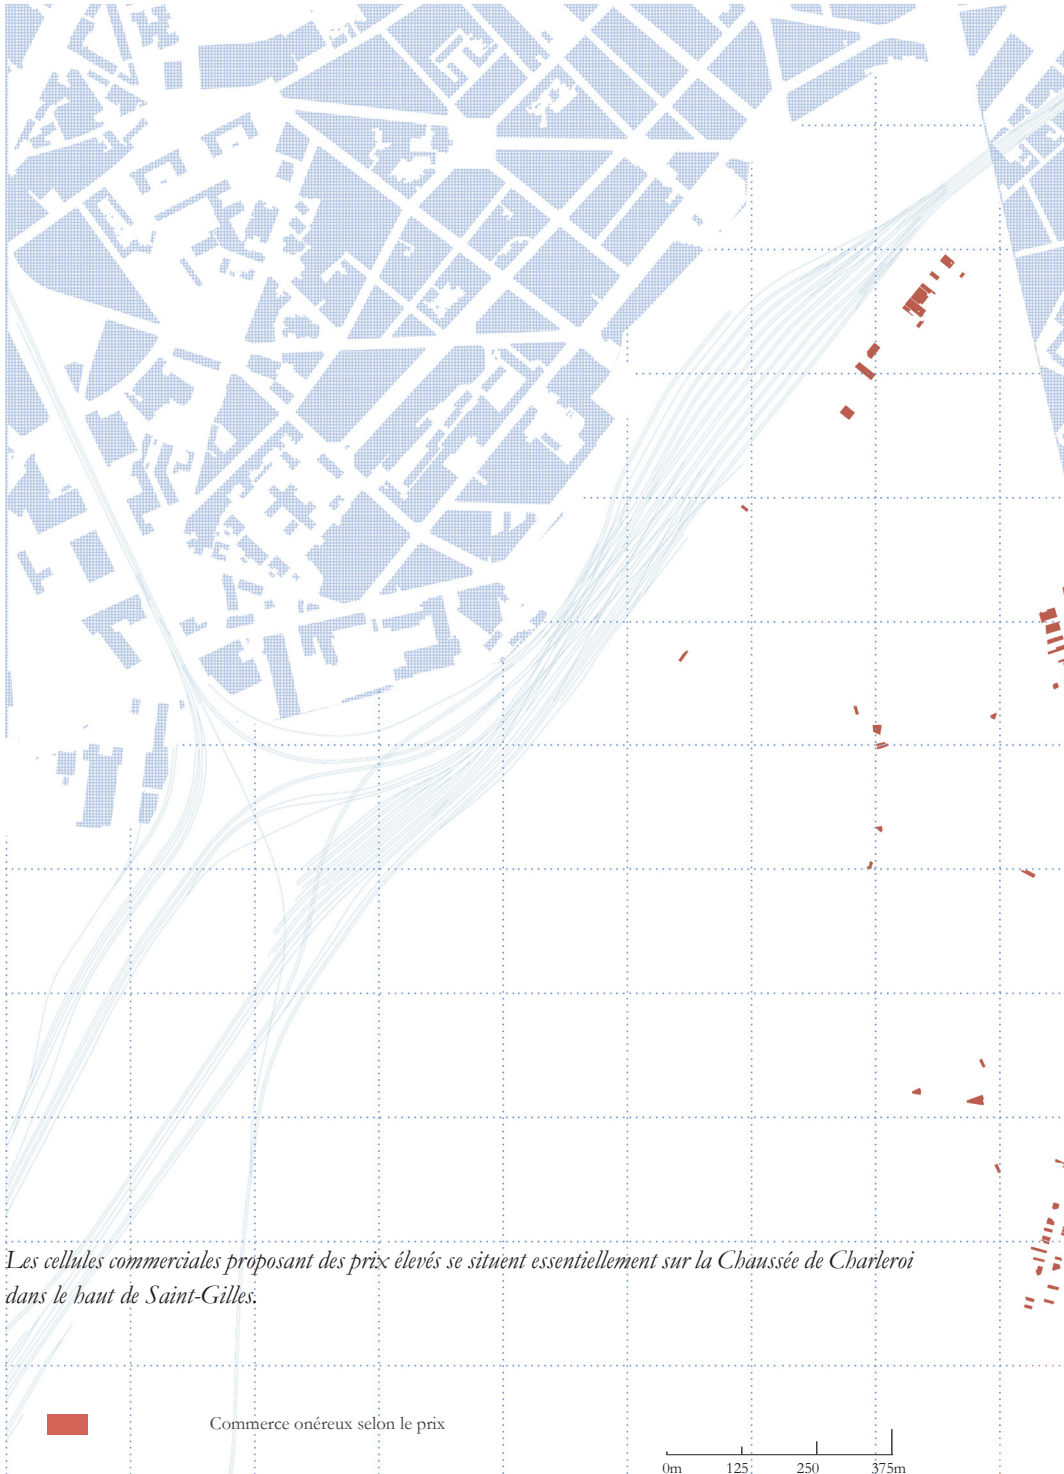 Les cellules commerciales proposant des prix élevés se situent essentiellement sur la Chaussée de Charleroi
dans le haut de Saint-Gilles.
Commerce onéreux selon le prix
0m 125 250 375m